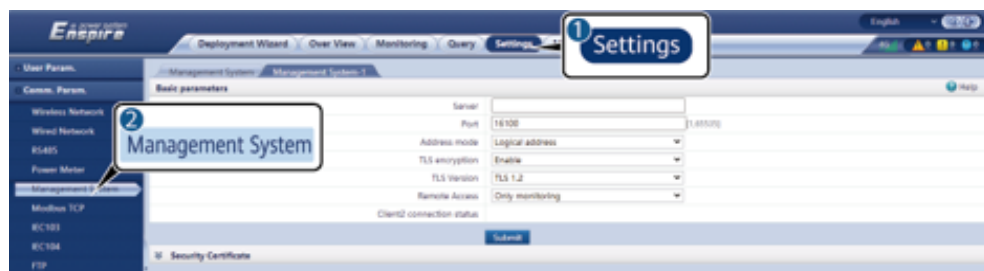 Enspire
English
Deployment Wizard
Over View
Monitoring
Query
Settings
1
Settings
User Param.
Management System
Management System-1
Comm. Param.
Basic parameters
Help
Wireless Network
Server
2
Management System
Port 16100 [1,65535]
Wired Network
Address mode Logical address
RS485
TLS encryption Enable
Power Meter
TLS Version TLS 1.2
Management System
Remote Access Only monitoring
Modbus TCP
Client2 connection status
IEC103
Submit
IEC104
Security Certificate
FTP